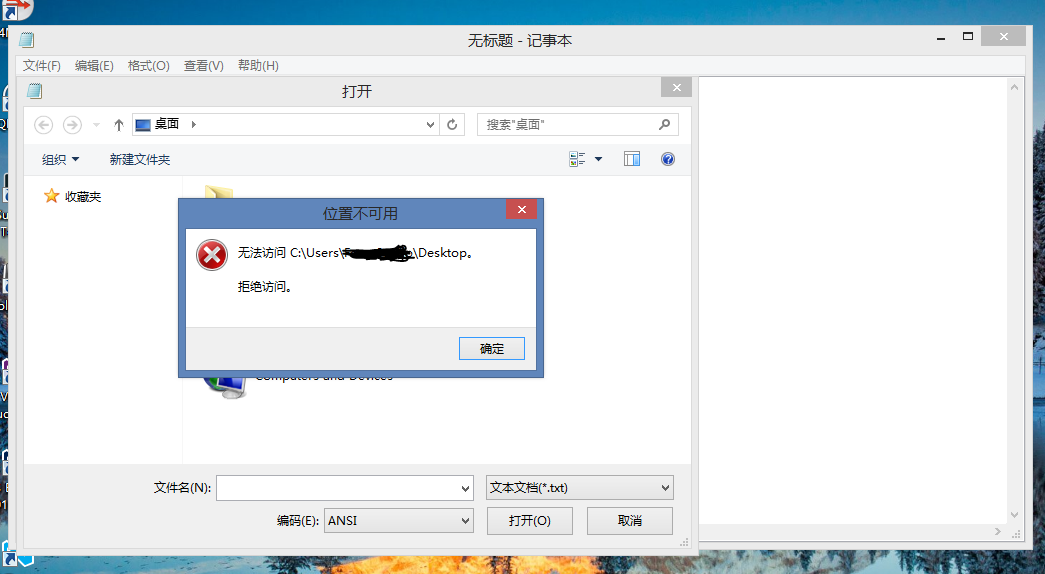 无标题 - 记事本
文件(F) 编辑(E) 格式(O) 查看(V) 帮助(H)
打开
桌面
搜索"桌面"
组织 新建文件夹
收藏夹
位置不可用
无法访问 C:\Users\ \Desktop。
拒绝访问。
确定
Computers and Devices
文件名(N): 文本文档(*.txt)
编码(E): ANSI 打开(O) 取消